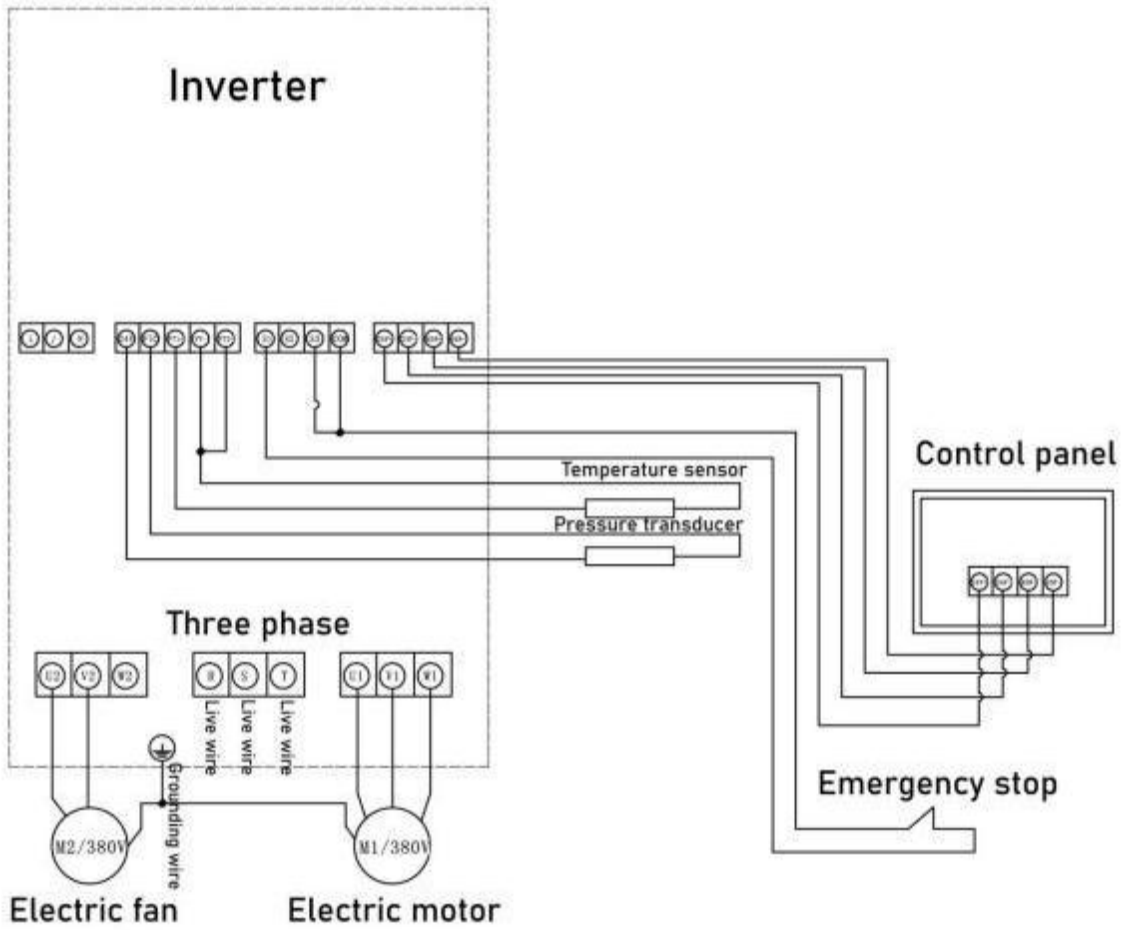 Inverter
Control panel
Temperature sensor
Pressure transducer
Three phase
U2 V2 W2
R S T
U1 V1 W1
Live wire
Live wire
Live wire
Grounding wire
Emergency stop
M2/380V
M1/380V
Electric fan
Electric motor